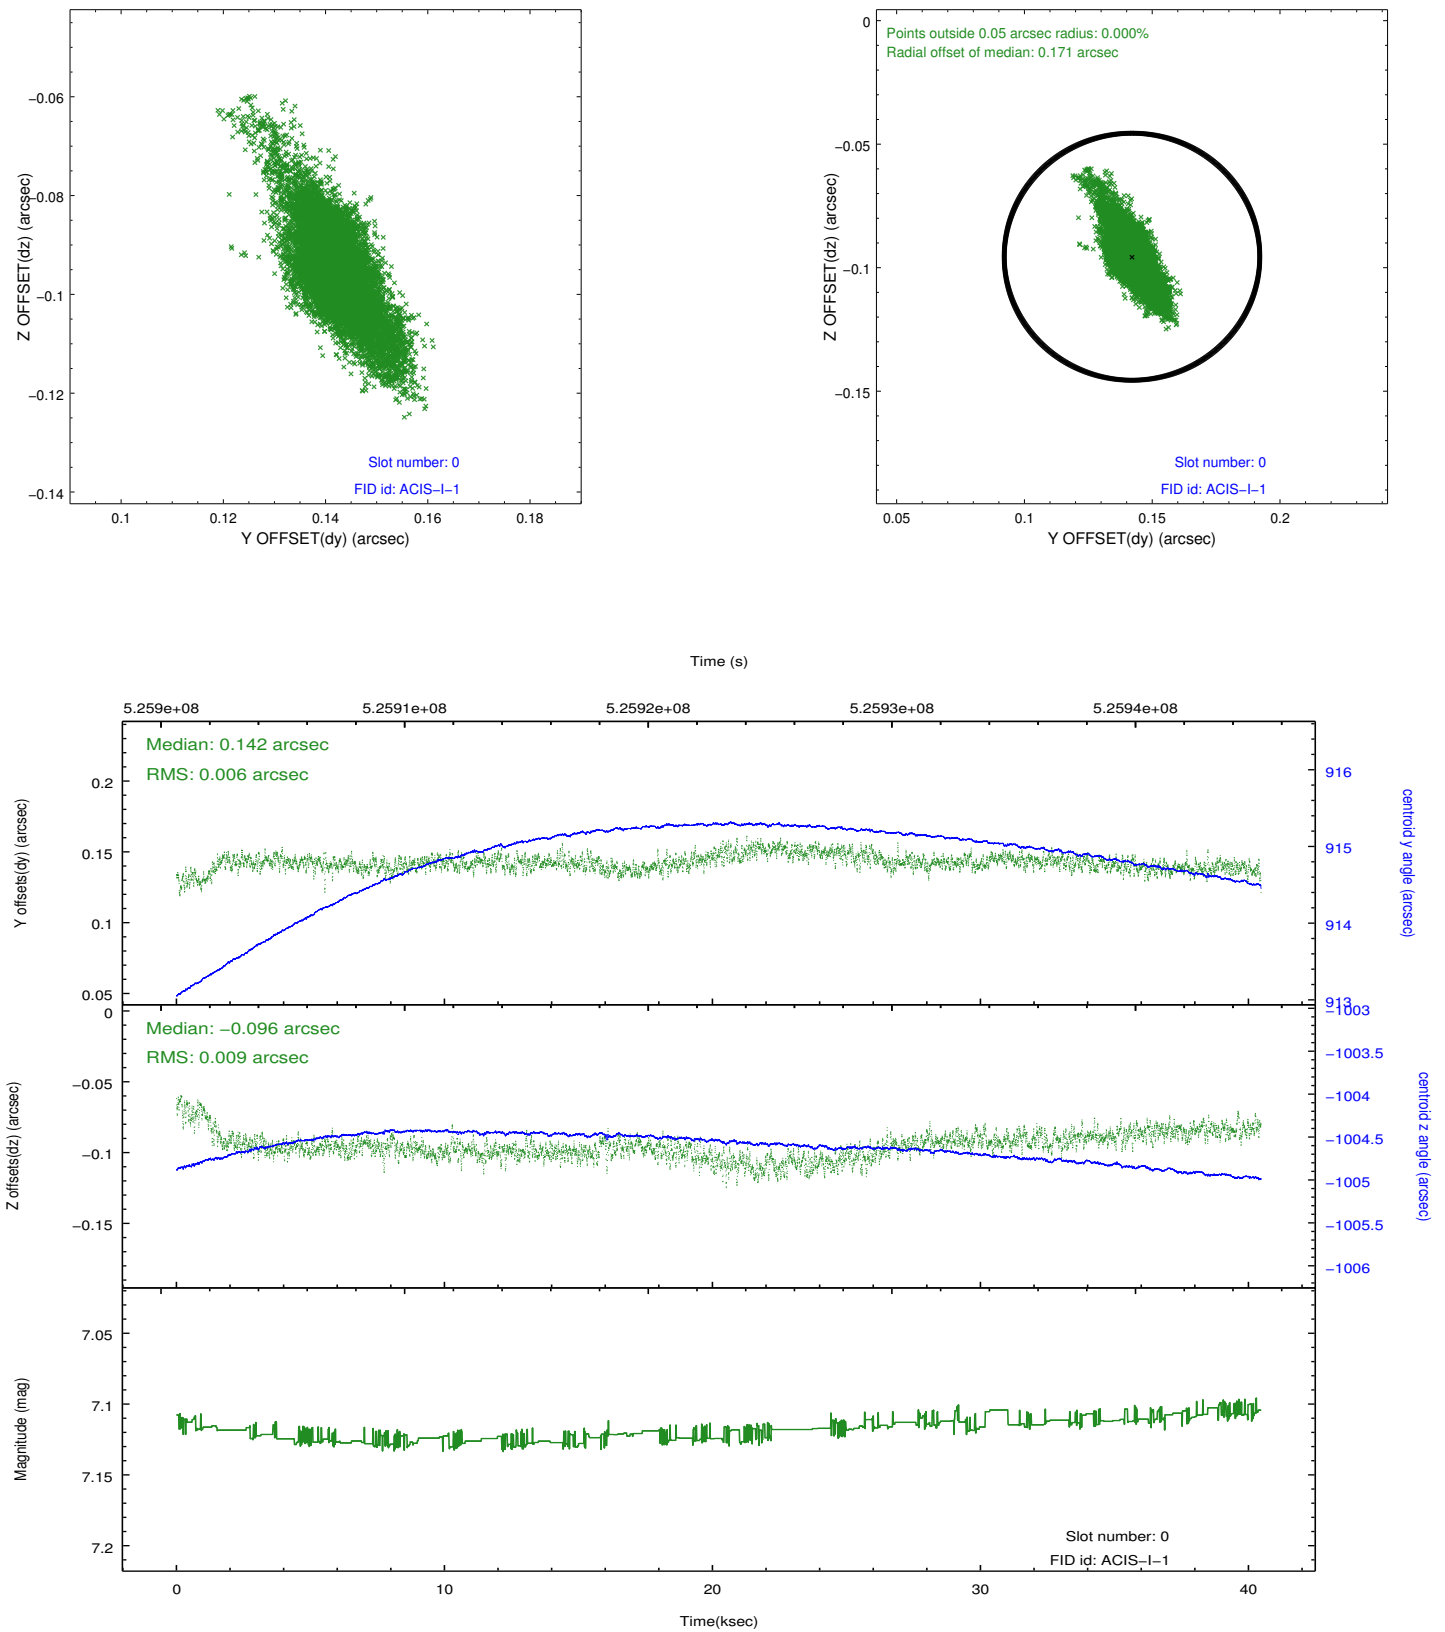 −0.06
−0.08
−0.1
−0.12
−0.14
Z OFFSET(dz) (arcsec)
Slot number: 0
FID id: ACIS−I−1
0.1 0.12 0.14 0.16 0.18
Y OFFSET(dy) (arcsec)
Points outside 0.05 arcsec radius: 0.000%
Radial offset of median: 0.171 arcsec
0
−0.05
−0.1
−0.15
Z OFFSET(dz) (arcsec)
Slot number: 0
FID id: ACIS−I−1
0.05 0.1 0.15 0.2
Y OFFSET(dy) (arcsec)
Time (s)
5.259e+08 5.2591e+08 5.2592e+08 5.2593e+08 5.2594e+08
Median: 0.142 arcsec
RMS: 0.006 arcsec
0.2
0.15
0.1
0.05
Y offsets(dy) (arcsec)
916
915
914
913
centroid y angle (arcsec)
Median: −0.096 arcsec
RMS: 0.009 arcsec
0
−0.05
−0.1
−0.15
Z offsets(dz) (arcsec)
−1003
−1003.5
−1004
−1004.5
−1005
−1005.5
−1006
centroid z angle (arcsec)
7.05
7.1
7.15
7.2
Magnitude (mag)
Slot number: 0
FID id: ACIS−I−1
0 10 20 30 40
Time(ksec)